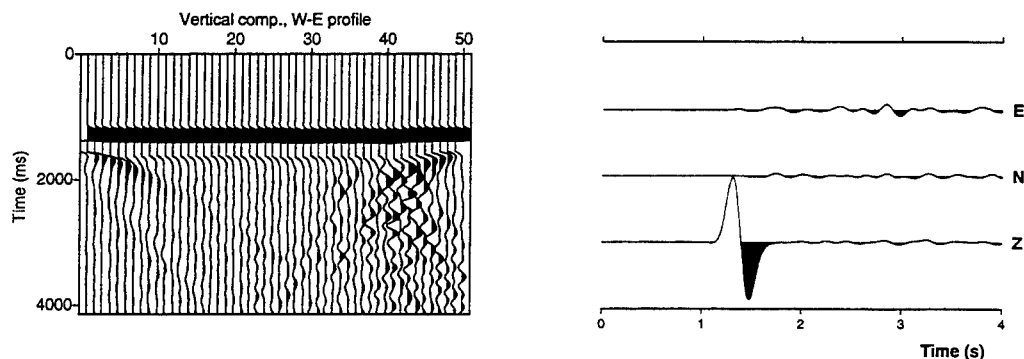 Vertical comp., W-E profile
10 20 30 40 50
0
2000
4000
Time (ms)
E
N
Z
0 1 2 3 4
Time (s)